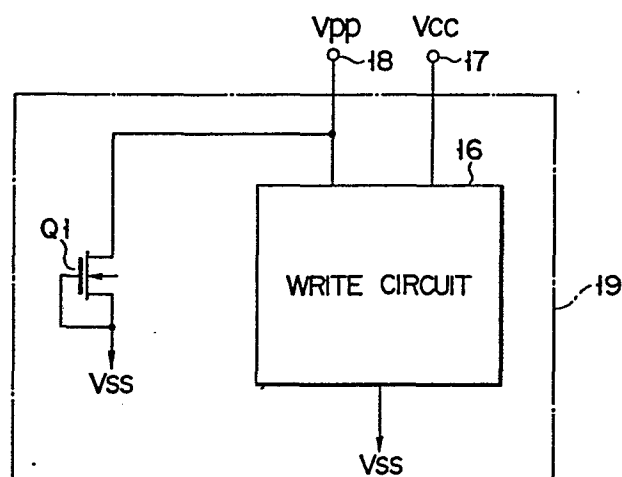 Vpp Vcc
18 17
16
Q1
WRITE CIRCUIT
19
VSS
VSS